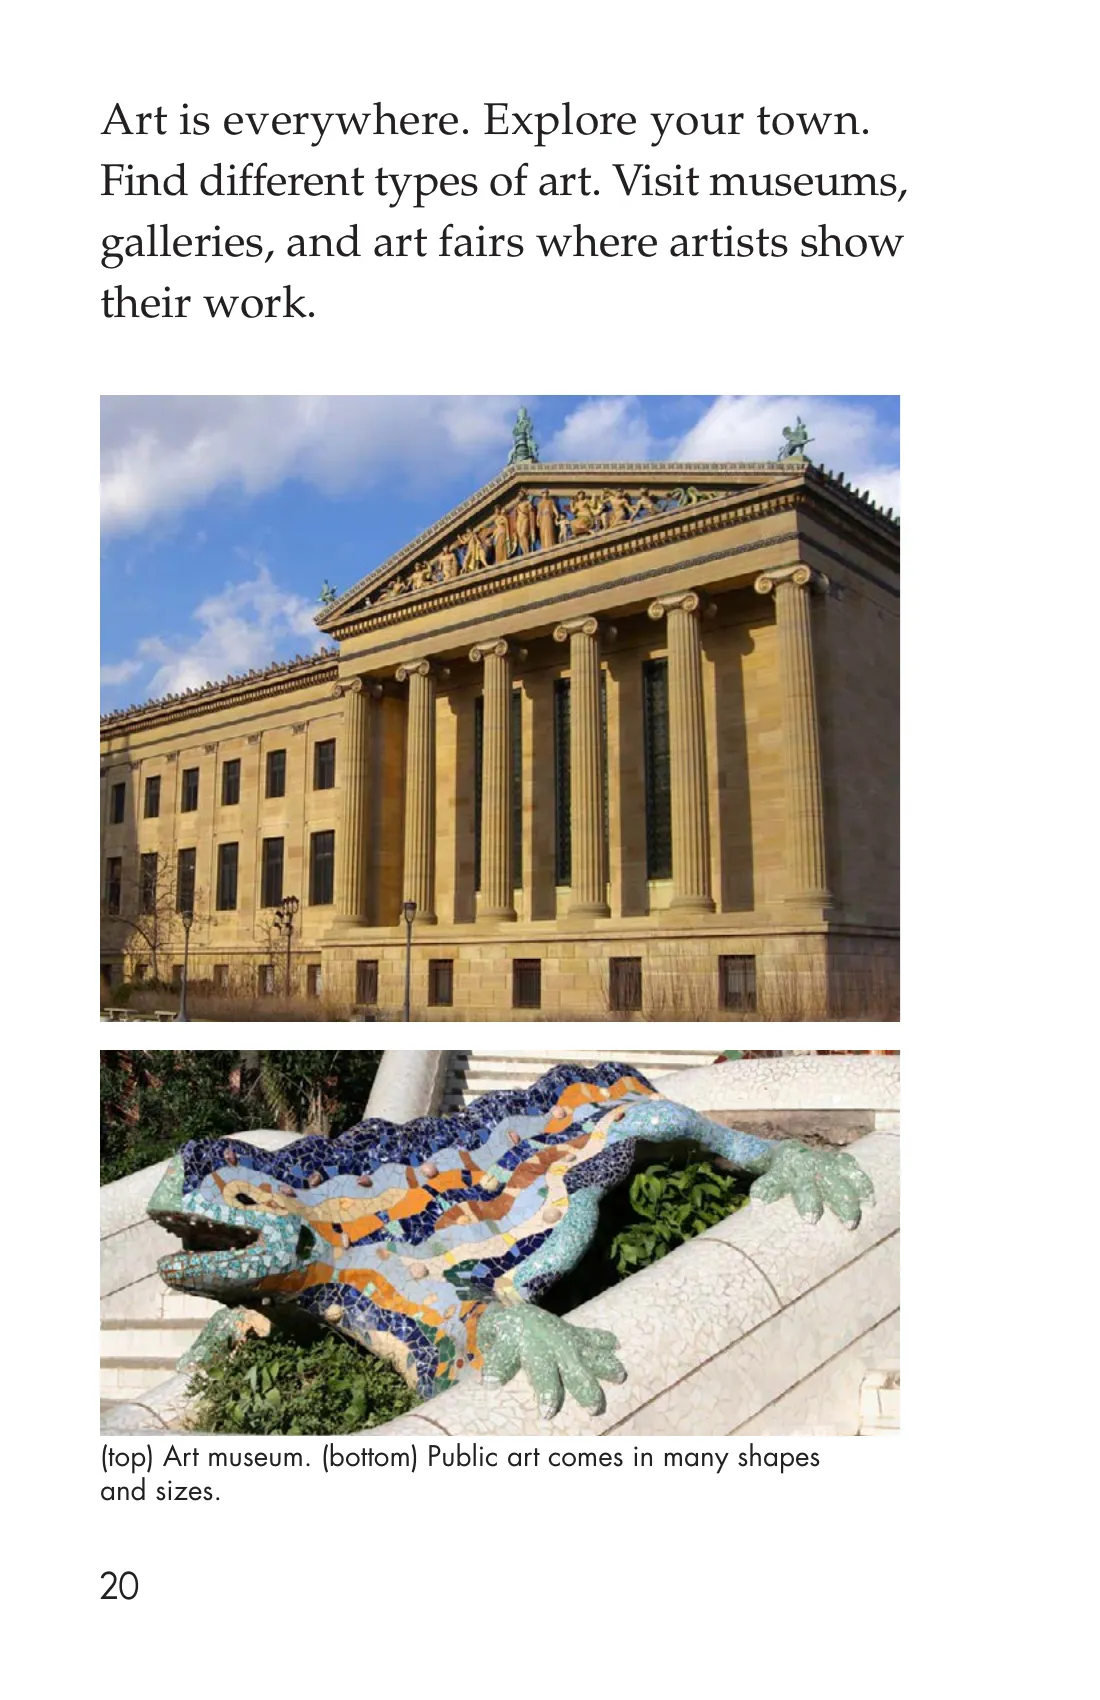 Art is everywhere. Explore your town.
Find different types of art. Visit museums,
galleries, and art fairs where artists show
their work.
(top) Art museum. (bottom) Public art comes in many shapes
and sizes.
20